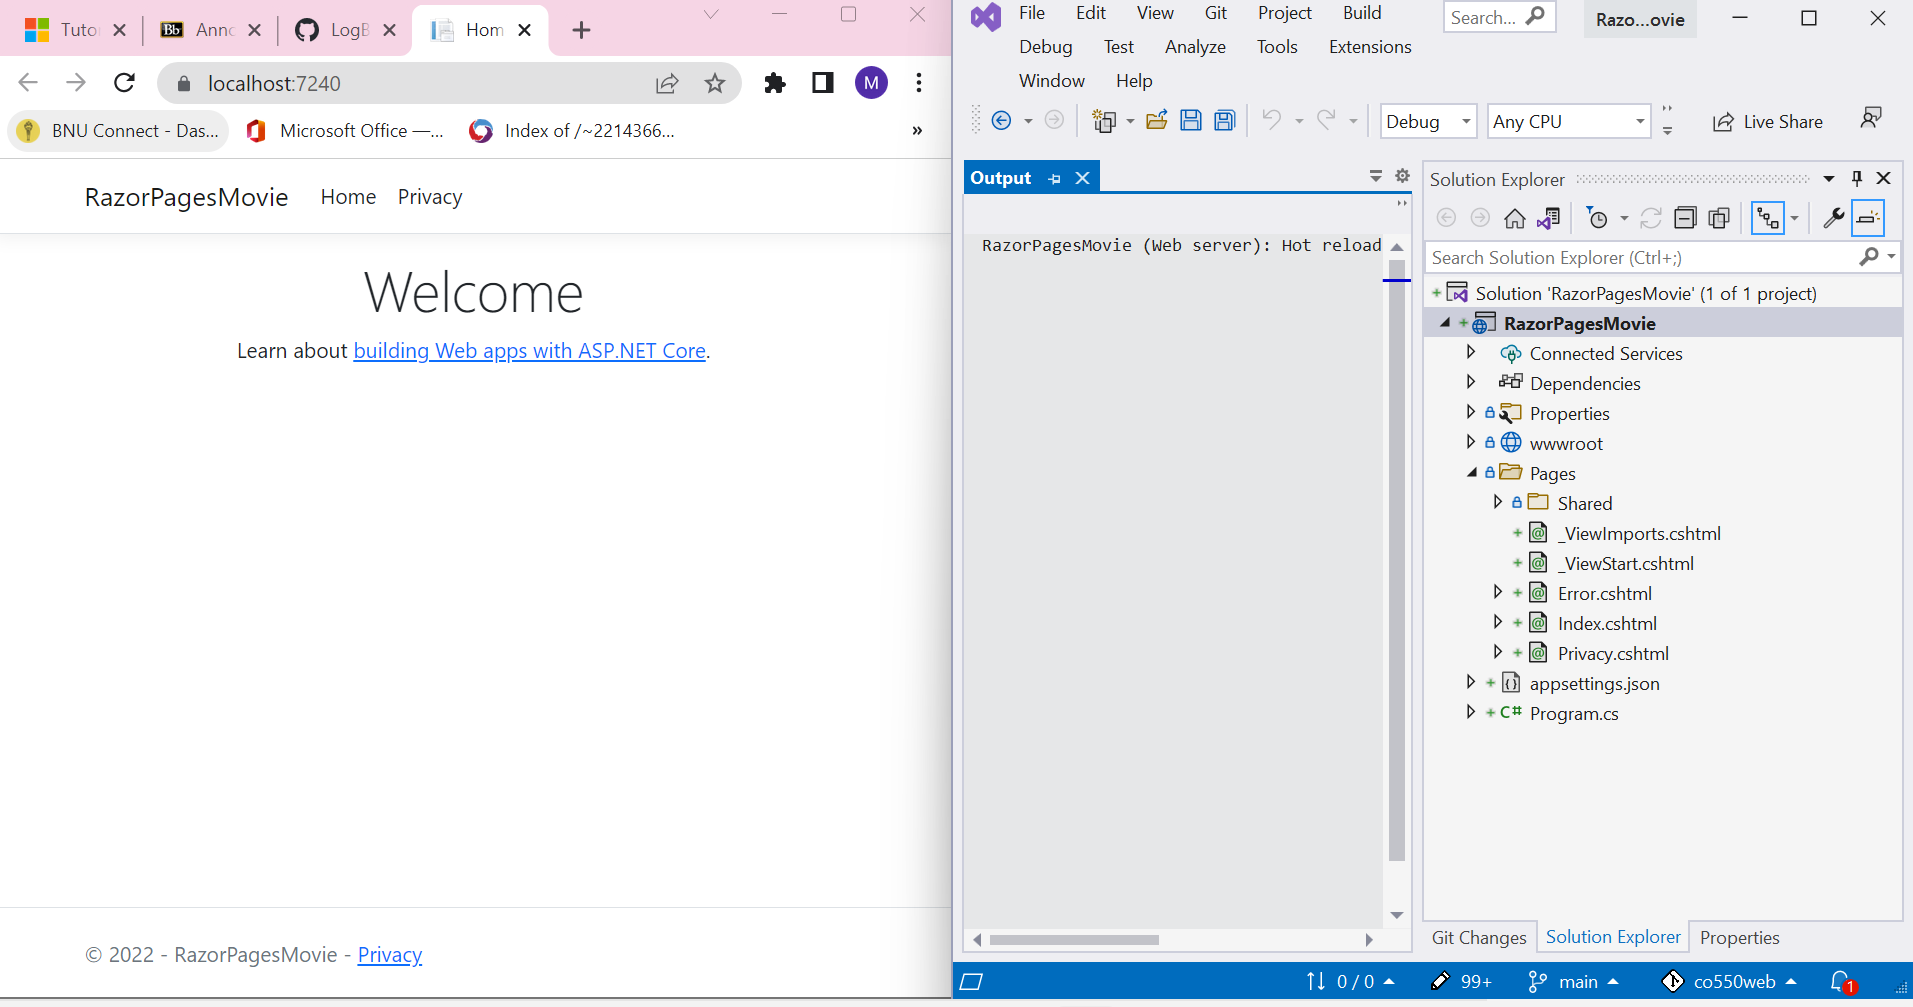 Tuto
Bb Annc
LogB
Hom
localhost:7240
M
BNU Connect - Das...
Microsoft Office —...
Index of /~2214366...
»
RazorPagesMovie Home Privacy
Welcome
Learn about building Web apps with ASP.NET Core.
© 2022 - RazorPagesMovie - Privacy
File Edit View Git Project Build
Search...
Razo...ovie
Debug Test Analyze Tools Extensions
Window Help
Debug
Any CPU
Live Share
Output
RazorPagesMovie (Web server): Hot reload
Solution Explorer
Search Solution Explorer (Ctrl+;)
Solution 'RazorPagesMovie' (1 of 1 project)
RazorPagesMovie
Connected Services
Dependencies
Properties
wwwroot
Pages
Shared
_ViewImports.cshtml
_ViewStart.cshtml
Error.cshtml
Index.cshtml
Privacy.cshtml
appsettings.json
C# Program.cs
Git Changes Solution Explorer Properties
0 / 0
99+
main
co550web
1